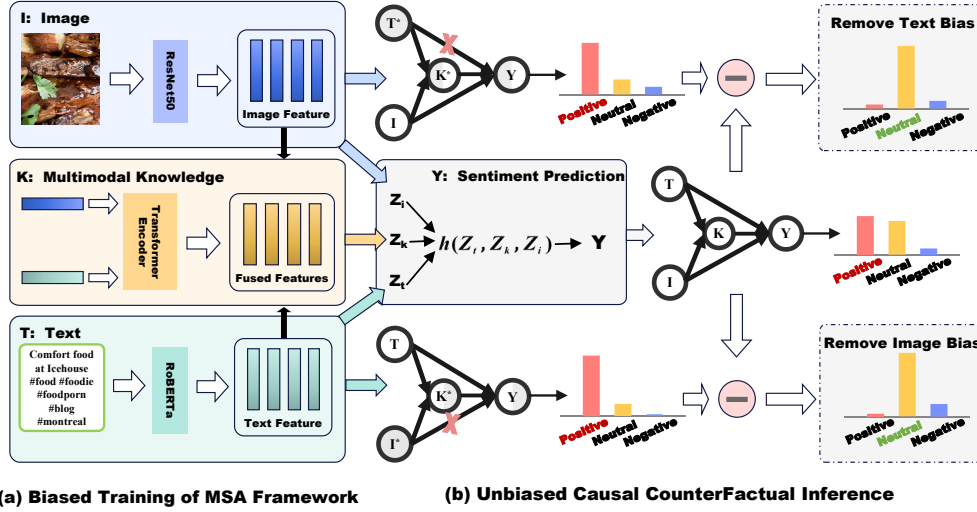 I: Image
ResNet50
Image Feature
K: Multimodal Knowledge
Transformer
Encoder
Fused Features
T: Text
Comfort food
at Icehouse
#food #foodie
#foodporn
#blog
#montreal
RoBERTa
Text Feature
Y: Sentiment Prediction
Zi
Zk
Zt
h(Zt, Zk, Zi)
Y
T*
K*
I
Y
Positive
Neutral
Negative
Remove Text Bias
Positive
Neutral
Negative
T
K
I
Y
Positive
Neutral
Negative
T
K*
I*
Y
Positive
Neutral
Negative
Remove Image Bias
Positive
Neutral
Negative
(a) Biased Training of MSA Framework
(b) Unbiased Causal CounterFactual Inference